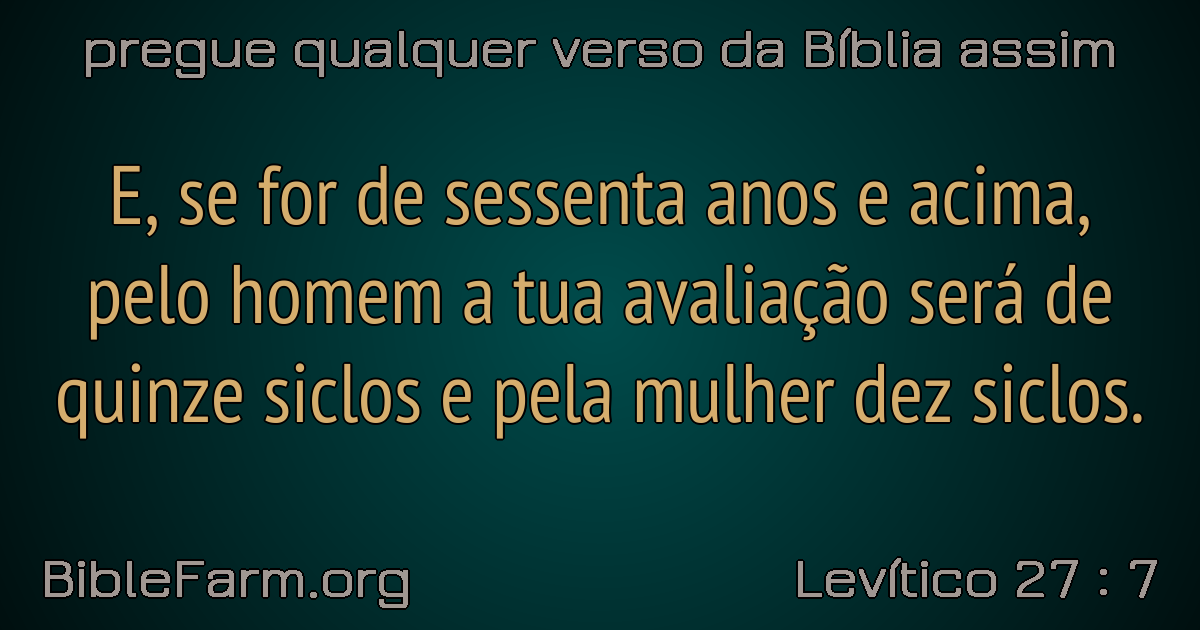 pregue qualquer verso da Bíblia assim
E, se for de sessenta anos e acima,
pelo homem a tua avaliação será de
quinze siclos e pela mulher dez siclos.
BibleFarm.org
Levítico 27 : 7